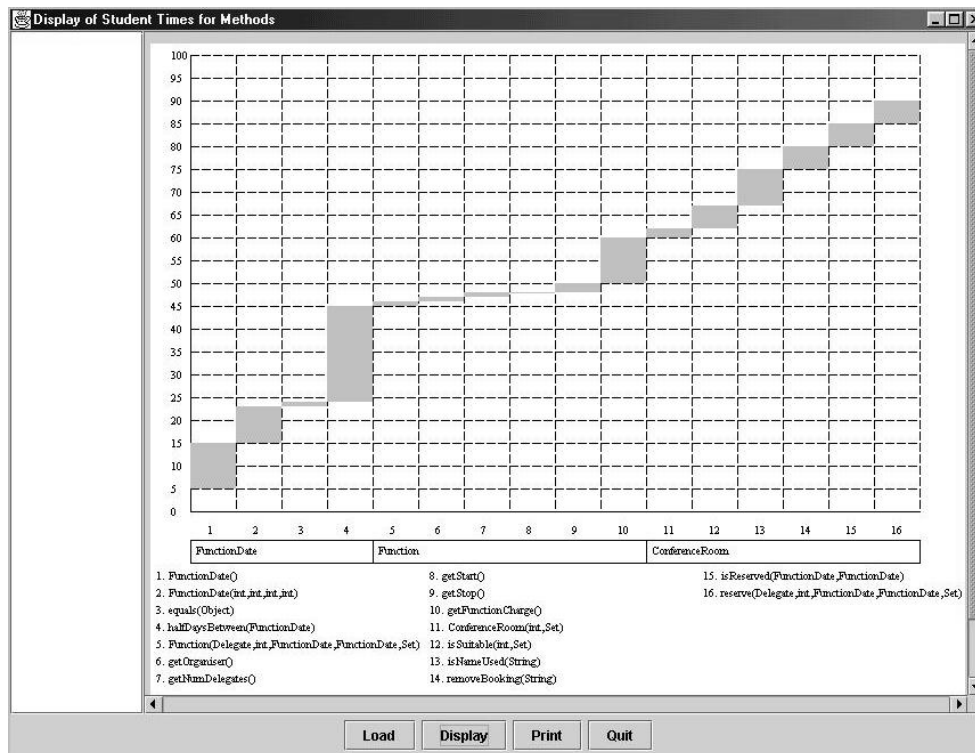 Display of Student Times for Methods
100
95
90
85
80
75
70
65
60
55
50
45
40
35
30
25
20
15
10
5
0
1 2 3 4 5 6 7 8 9 10 11 12 13 14 15 16
FunctionDate Function ConferenceRoom
1. FunctionDate()
2. FunctionDate(int,int,int,int)
3. equals(Object)
4. halfDaysBetween(FunctionDate)
5. Function(Delegate,int,FunctionDate,FunctionDate,Set)
6. getOrganiser()
7. getNumDelegates()
8. getStart()
9. getStop()
10. getFunctionCharge()
11. ConferenceRoom(int,Set)
12. isSuitable(int,Set)
13. isNameUsed(String)
14. removeBooking(String)
15. isReserved(FunctionDate,FunctionDate)
16. reserve(Delegate,int,FunctionDate,FunctionDate,Set)
Load Display Print Quit